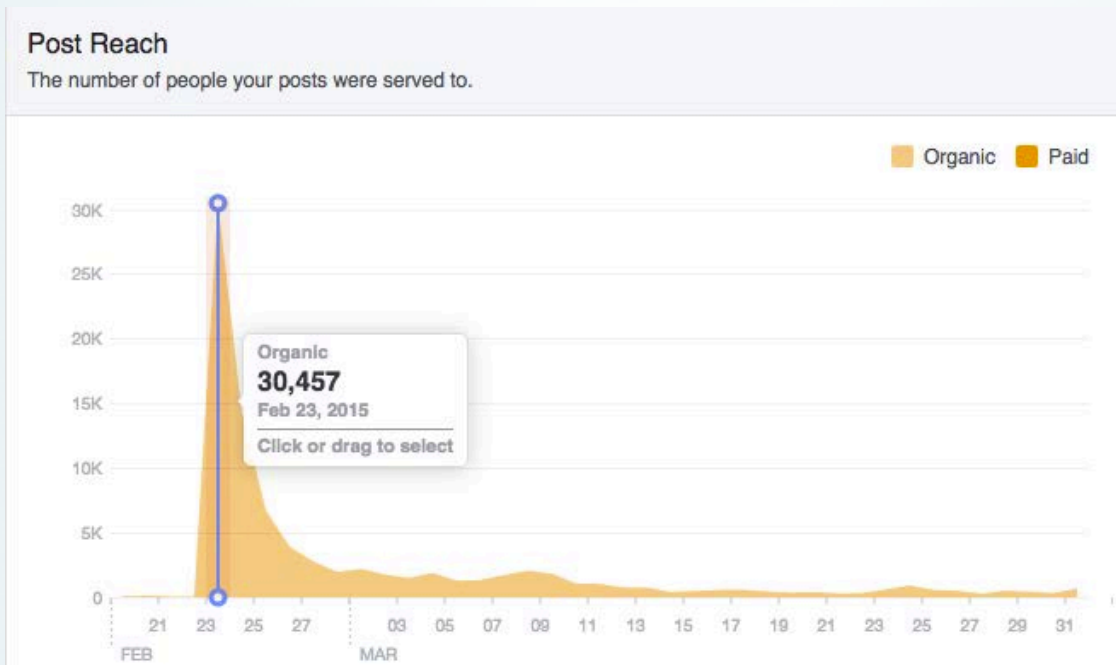 Post Reach
The number of people your posts were served to.
Organic Paid
30K
25K
20K
15K
10K
5K
0
Organic
30,457
Feb 23, 2015
Click or drag to select
21 23 25 27 03 05 07 09 11 13 15 17 19 21 23 25 27 29 31
FEB MAR